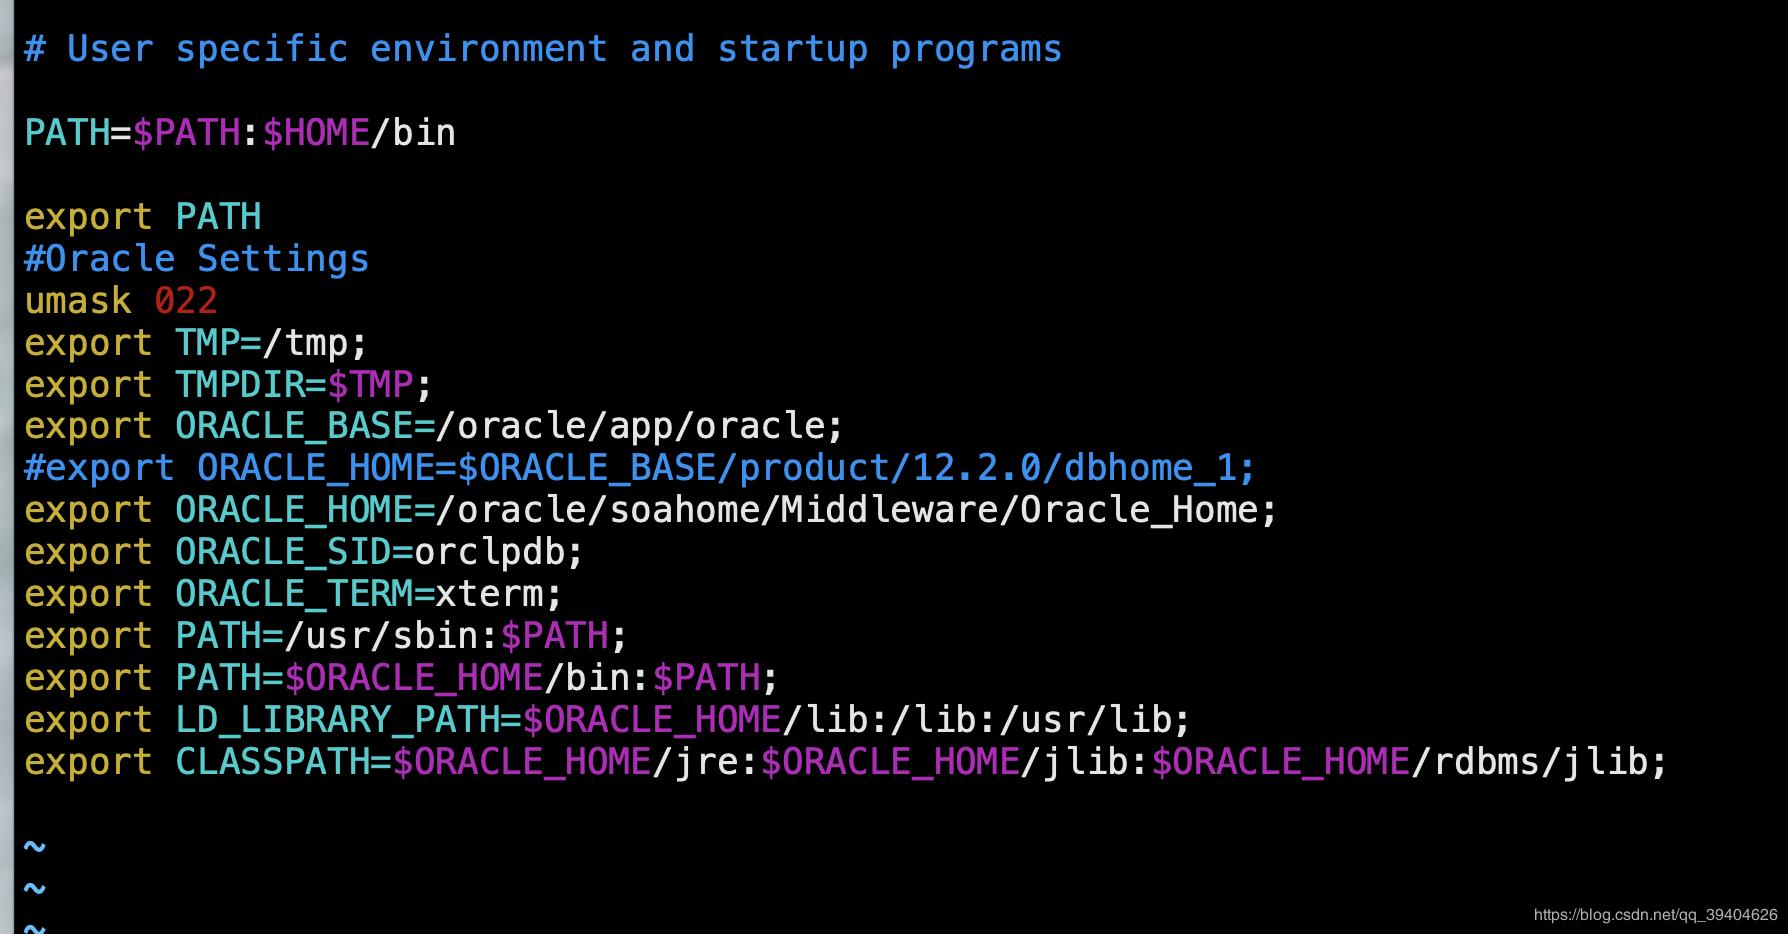 # User specific environment and startup programs
PATH=$PATH:$HOME/bin
export PATH
#Oracle Settings
umask 022
export TMP=/tmp;
export TMPDIR=$TMP;
export ORACLE_BASE=/oracle/app/oracle;
#export ORACLE_HOME=$ORACLE_BASE/product/12.2.0/dbhome_1;
export ORACLE_HOME=/oracle/soahome/Middleware/Oracle_Home;
export ORACLE_SID=orclpdb;
export ORACLE_TERM=xterm;
export PATH=/usr/sbin:$PATH;
export PATH=$ORACLE_HOME/bin:$PATH;
export LD_LIBRARY_PATH=$ORACLE_HOME/lib:/lib:/usr/lib;
export CLASSPATH=$ORACLE_HOME/jre:$ORACLE_HOME/jlib:$ORACLE_HOME/rdbms/jlib;
~
~
~
https://blog.csdn.net/qq_39404626